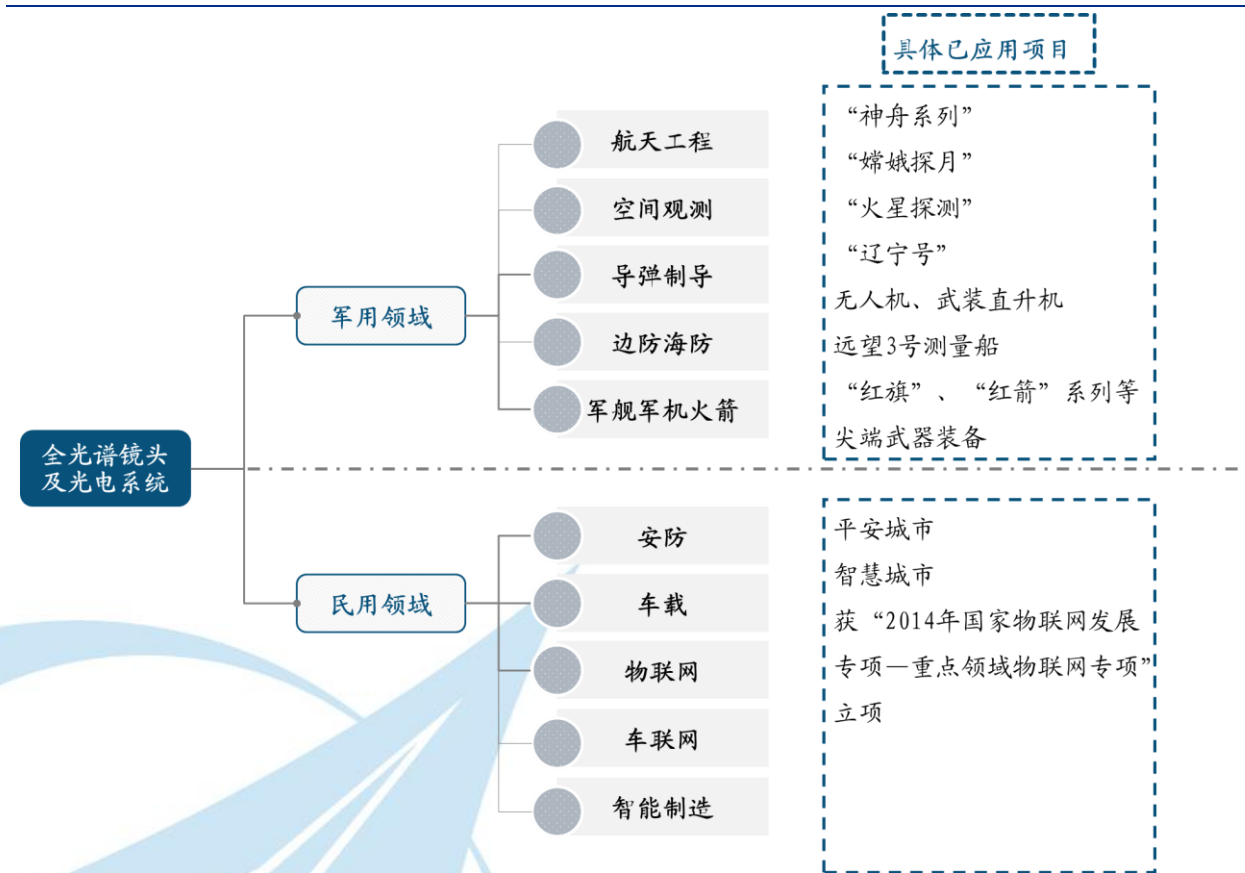 具体已应用项目
全光谱镜头
及光电系统
军用领域
航天工程
空间观测
导弹制导
边防海防
军舰军机火箭
“神舟系列”
“嫦娥探月”
“火星探测”
“辽宁号”
无人机、武装直升机
远望3号测量船
“红旗”、“红箭”系列等
尖端武器装备
民用领域
安防
车载
物联网
车联网
智能制造
平安城市
智慧城市
获“2014年国家物联网发展
专项—重点领域物联网专项”
立项